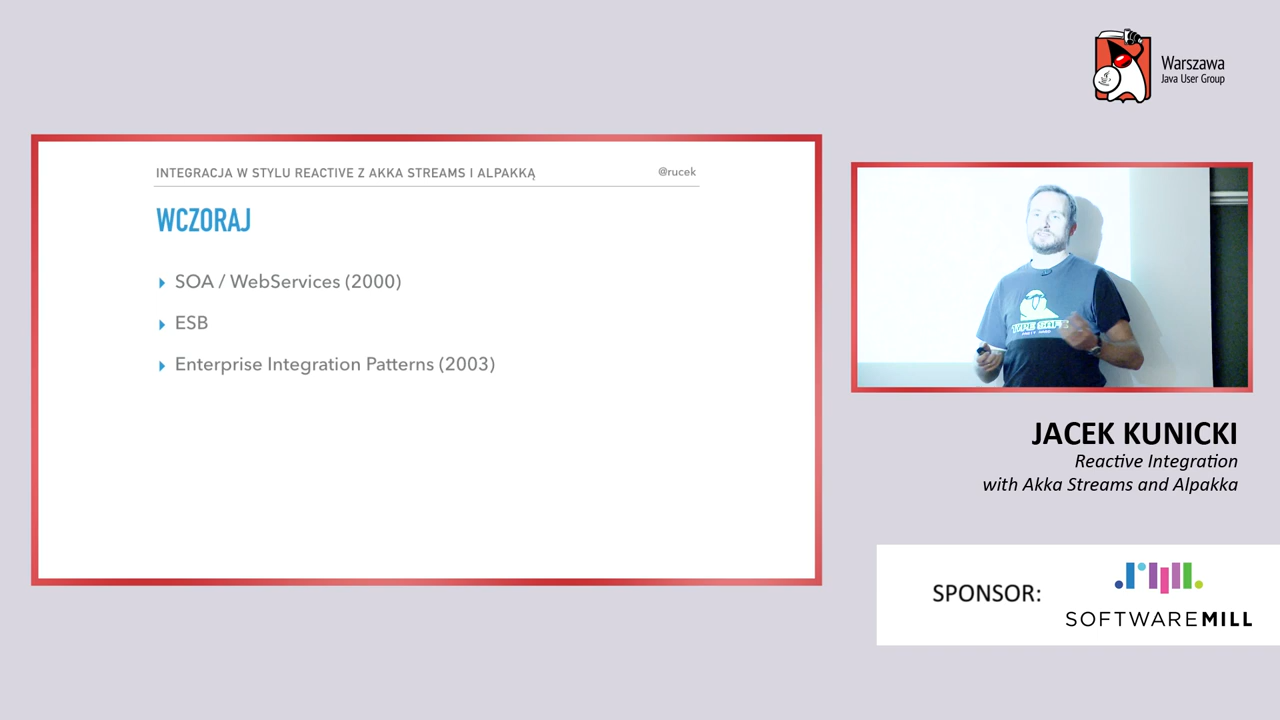 Warszawa
Java User Group
INTEGRACJA W STYLU REACTIVE Z AKKA STREAMS I ALPAKKĄ
@rucek
WCZORAJ
SOA / WebServices (2000)
ESB
Enterprise Integration Patterns (2003)
JACEK KUNICKI
Reactive Integration
with Akka Streams and Alpakka
SPONSOR:
SOFTWAREMILL